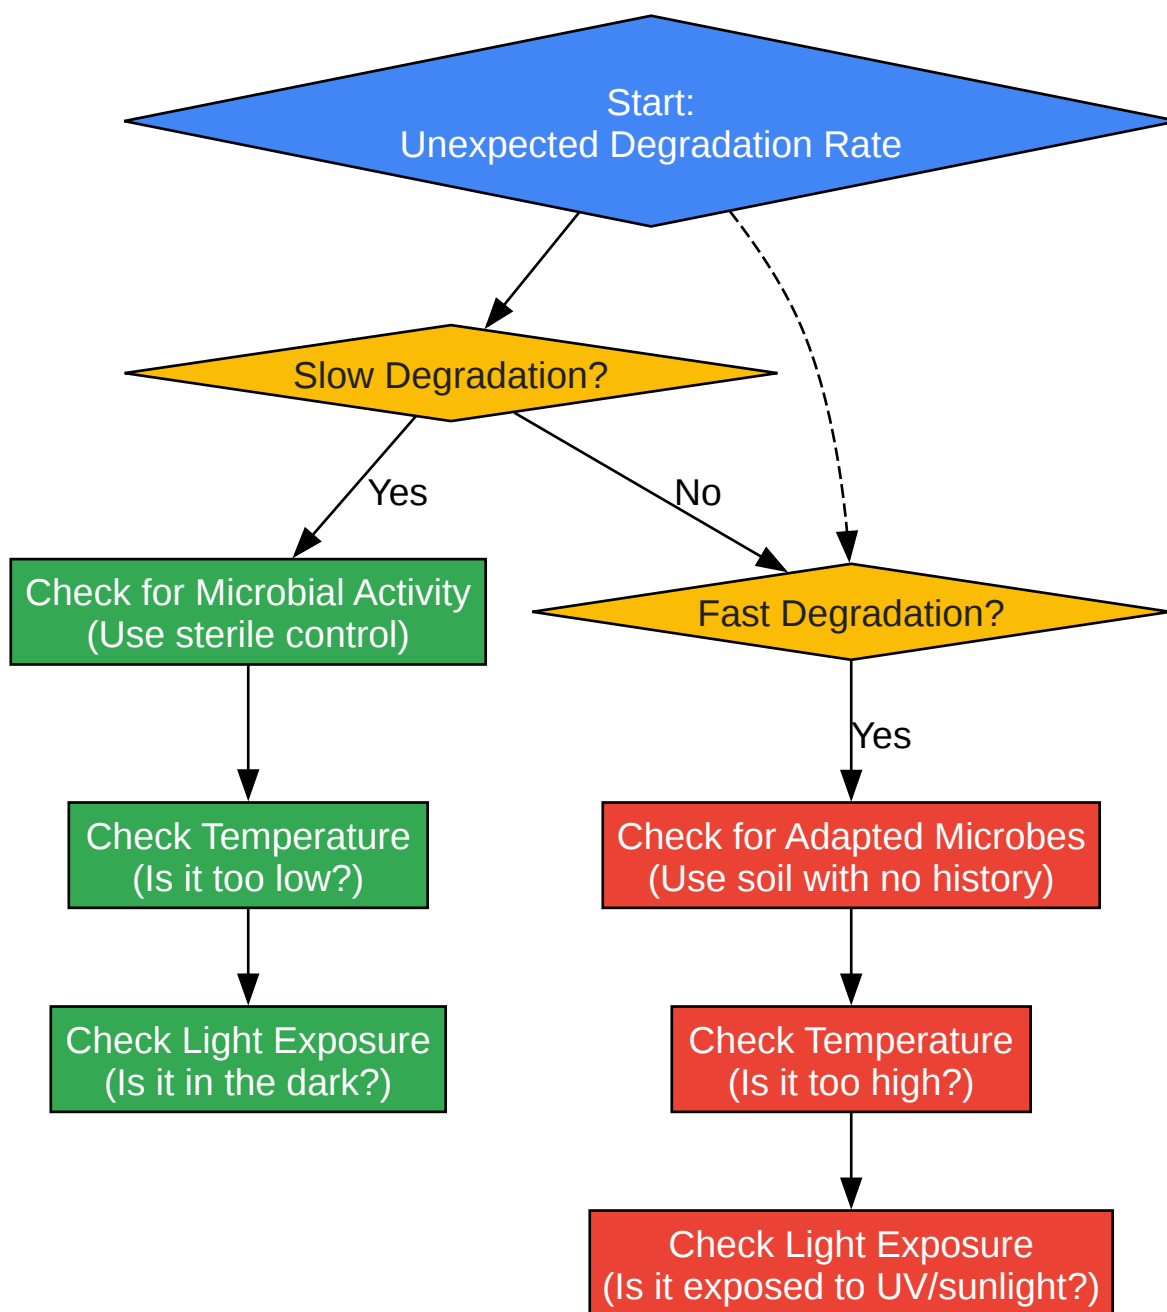 Start:
Unexpected Degradation Rate
Slow Degradation?
Yes
No
Check for Microbial Activity
(Use sterile control)
Fast Degradation?
Yes
Check Temperature
(Is it too low?)
Check for Adapted Microbes
(Use soil with no history)
Check Light Exposure
(Is it in the dark?)
Check Temperature
(Is it too high?)
Check Light Exposure
(Is it exposed to UV/sunlight?)